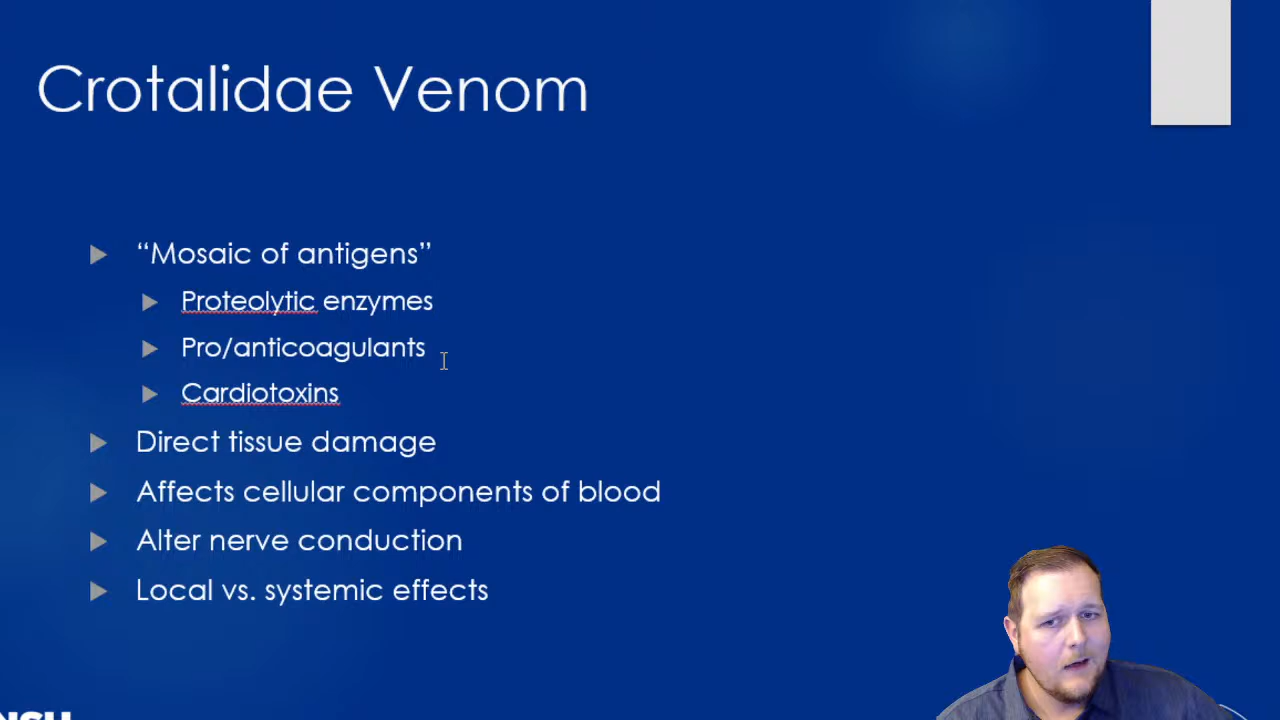 Crotalidae Venom
“Mosaic of antigens”
Proteolytic enzymes
Pro/anticoagulants
Cardiotoxins
Direct tissue damage
Affects cellular components of blood
Alter nerve conduction
Local vs. systemic effects